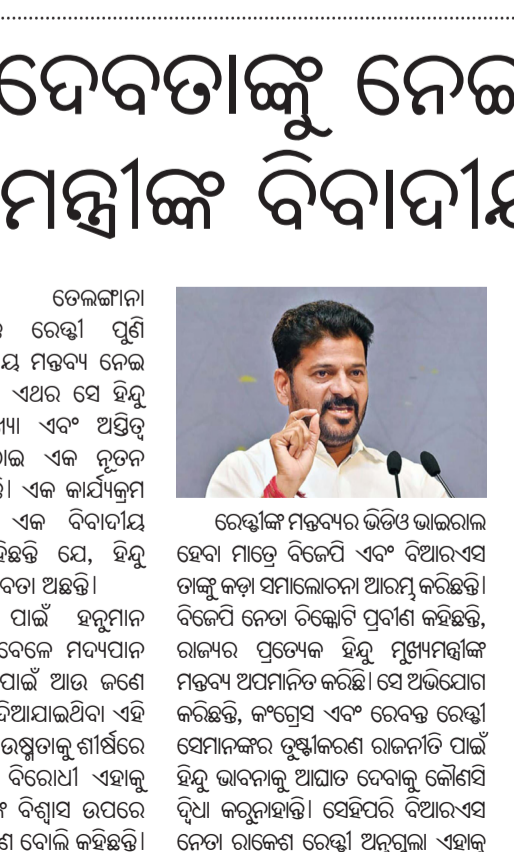 ଦେବତାଙ୍କୁ ନେଇ
ମନ୍ତ୍ରୀଙ୍କ ବିବାଦୀୟ
ତେଲଙ୍ଗାନା
ରେଡ୍ଡୀ ପୁଣି
ମନ୍ତବ୍ୟ ନେଇ
ଏଥର ସେ ହିନ୍ଦୁ
ଏବଂ ଅସ୍ତିତ୍ୱ
ଏକ ନୂତନ
ଏକ କାର୍ଯ୍ୟକ୍ରମ
ଏକ ବିବାଦୀୟ
ଯେ, ହିନ୍ଦୁ
ଅଛନ୍ତି।
ପାଇଁ ହନୁମାନ
ବେଳେ ମଦ୍ୟପାନ
ପାଇଁ ଆଉ ଜଣେ
ଦିଆଯାଇଥିବା ଏହି
ଉଷ୍ମତାକୁ ଶୀର୍ଷରେ
ବିରୋଧୀ ଏହାକୁ
ବିଶ୍ୱାସ ଉପରେ
ବୋଲି କହିଛନ୍ତି।
ରେଡ୍ଡୀଙ୍କ ମନ୍ତବ୍ୟର ଭିଡିଓ ଭାଇରାଲ
ହେବା ମାତ୍ରେ ବିଜେପି ଏବଂ ବିଆରଏସ
ତାଙ୍କୁ କଡ଼ା ସମାଲୋଚନା ଆରମ୍ଭ କରିଛନ୍ତି।
ବିଜେପି ନେତା ଚିକ୍କୋଟି ପ୍ରବୀଣ କହିଛନ୍ତି,
ରାଜ୍ୟର ପ୍ରତ୍ୟେକ ହିନ୍ଦୁ ମୁଖ୍ୟମନ୍ତ୍ରୀଙ୍କ
ମନ୍ତବ୍ୟ ଅପମାନିତ କରିଛି। ସେ ଅଭିଯୋଗ
କରିଛନ୍ତି, କଂଗ୍ରେସ ଏବଂ ରେବନ୍ତ ରେଡ୍ଡୀ
ସେମାନଙ୍କର ତୁଷ୍ଟୀକରଣ ରାଜନୀତି ପାଇଁ
ହିନ୍ଦୁ ଭାବନାକୁ ଆଘାତ ଦେବାକୁ କୌଣସି
ଦ୍ୱିଧା କରୁନାହାନ୍ତି। ସେହିପରି ବିଆରଏସ
ନେତା ରାକେଶ ରେଡ୍ଡୀ ଅନୁଗୁଲା ଏହାକୁ